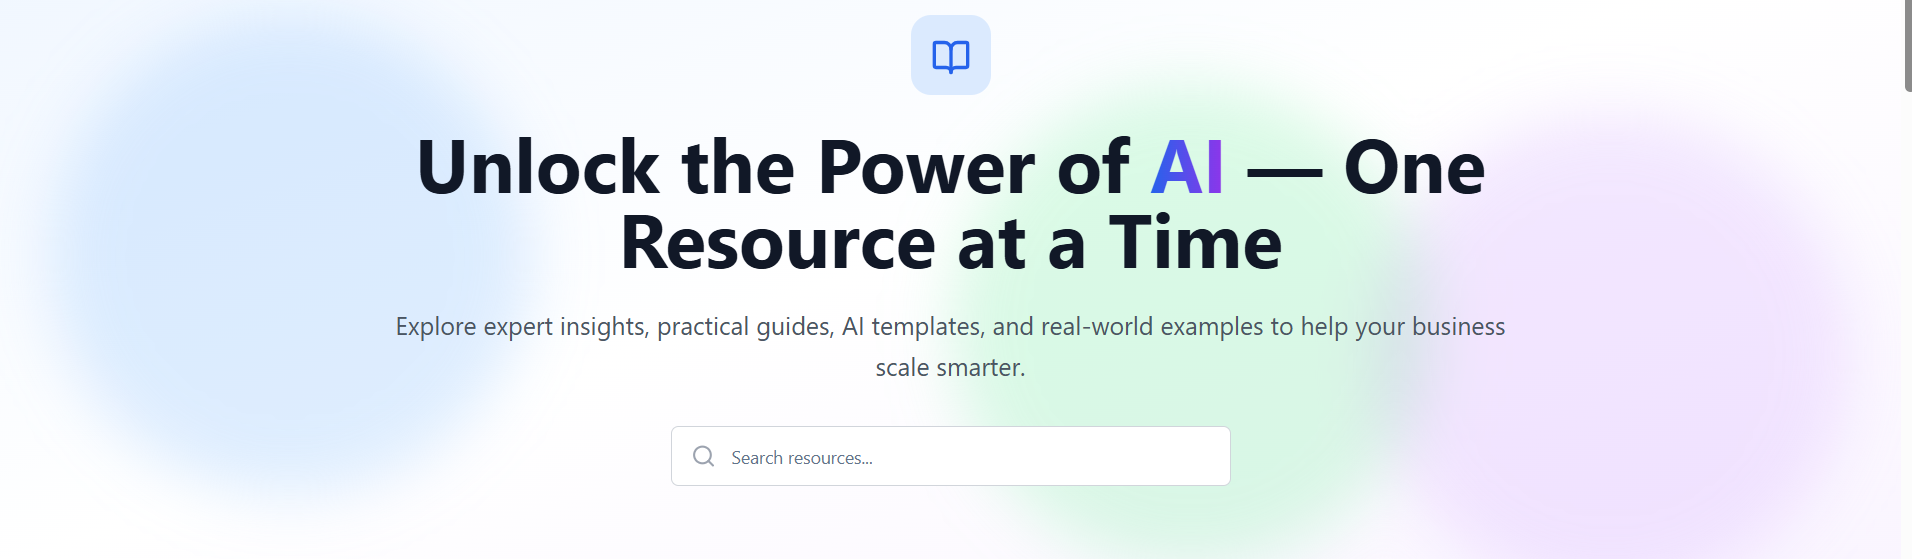 Unlock the Power of AI — One
Resource at a Time
Explore expert insights, practical guides, AI templates, and real-world examples to help your business
scale smarter.
Search resources...